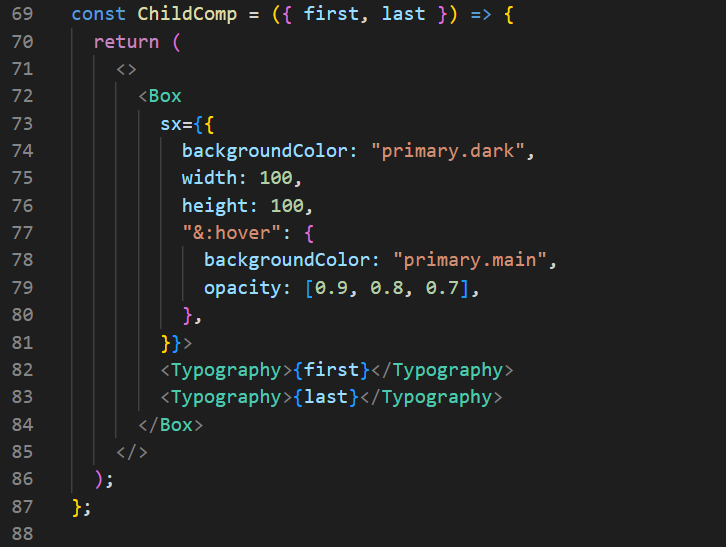 69 const ChildComp = ({ first, last }) => {
70   return (
71     <>
72       <Box
73         sx={{
74           backgroundColor: "primary.dark",
75           width: 100,
76           height: 100,
77           "&:hover": {
78             backgroundColor: "primary.main",
79             opacity: [0.9, 0.8, 0.7],
80           },
81         }}>
82         <Typography>{first}</Typography>
83         <Typography>{last}</Typography>
84       </Box>
85     </>
86   );
87 };
88